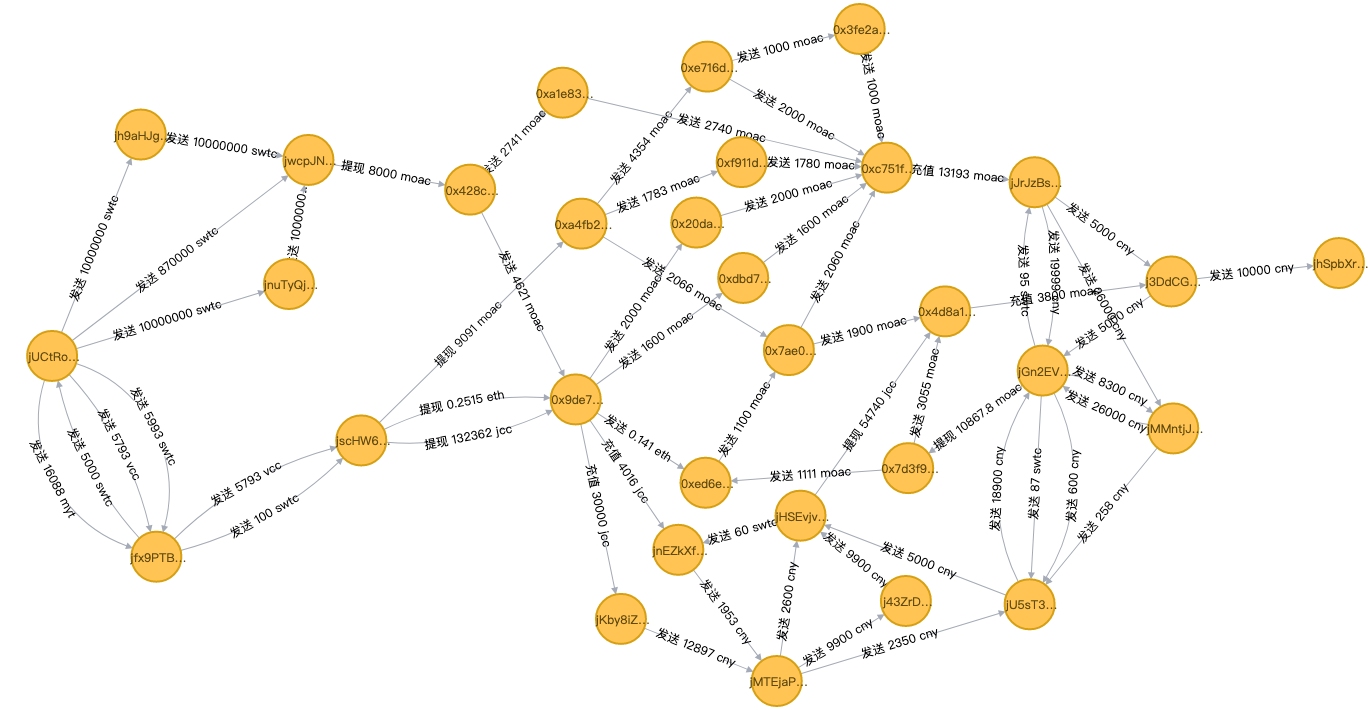 0x3fe2a...
发送 1000 moac
0xe716d...
发送 1000 moac
0xa1e83...
发送 2000 moac
发送 2741 moac
发送 2740 moac
发送 4354 moac
jh9aHJg...
发送 10000000 swtc
jwcpJN...
提现 8000 moac
0x428c...
0xf911d...
发送 1780 moac
0xc751f...
充值 13193 moac
jJrJzBs...
发送 1783 moac
0xa4fb2...
0x20da...
发送 2000 moac
发送 1600 moac
发送 5000 cny
发送 10000000 swtc
发送 870000 swtc
jnuTyQj...
发送 10000000 swtc
发送 4621 moac
发送 2066 moac
0xdbd7...
发送 2060 moac
发送 95 swtc
j3DdCG...
发送 10000 cny
jhSpbXr...
充值 3800 moac
0x4d8a1...
发送 2000 moac
发送 1600 moac
发送 1900 moac
0x7ae0...
发送 5000 cny
提现 9091 moac
jUCtRo...
jGn2EV...
发送 8300 cny
发送 26000 cny
提现 0.2515 eth
0x9de7...
提现 132362 jcc
发送 1100 moac
提现 54740 jcc
发送 3055 moac
提现 10867.8 moac
jMMntjJ...
jscHW6...
发送 0.141 eth
发送 5993 swtc
发送 5793 vcc
发送 5000 swtc
发送 16088 myt
发送 5793 vcc
发送 100 swtc
充值 4016 jcc
充值 30000 jcc
0xed6e...
发送 1111 moac
0x7d3f9...
发送 18900 cny
发送 87 swtc
发送 600 cny
发送 258 cny
jfx9PTB...
jHSEvjv...
发送 60 swtc
jnEZkXf...
发送 9900 cny
发送 5000 cny
j43ZrD...
jU5sT3...
jKby8iZ...
发送 1953 cny
发送 2600 cny
发送 12897 cny
发送 9900 cny
发送 2350 cny
jMTEjaP...